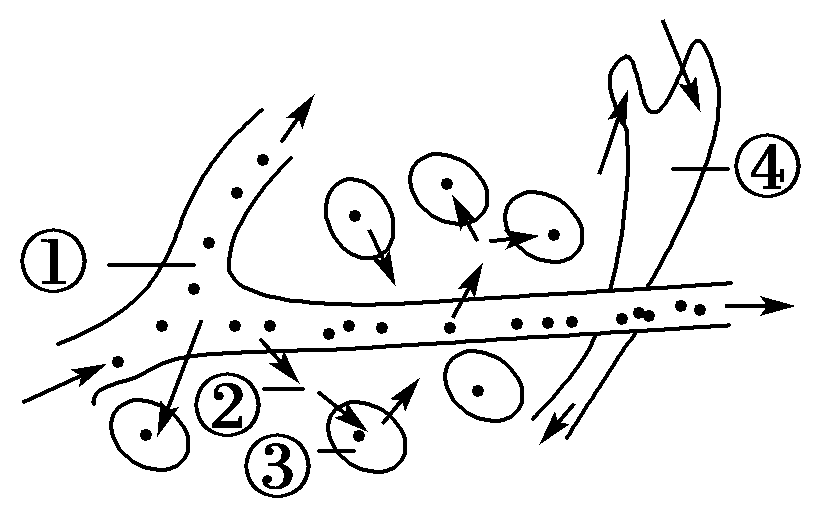 ①
④
②
③